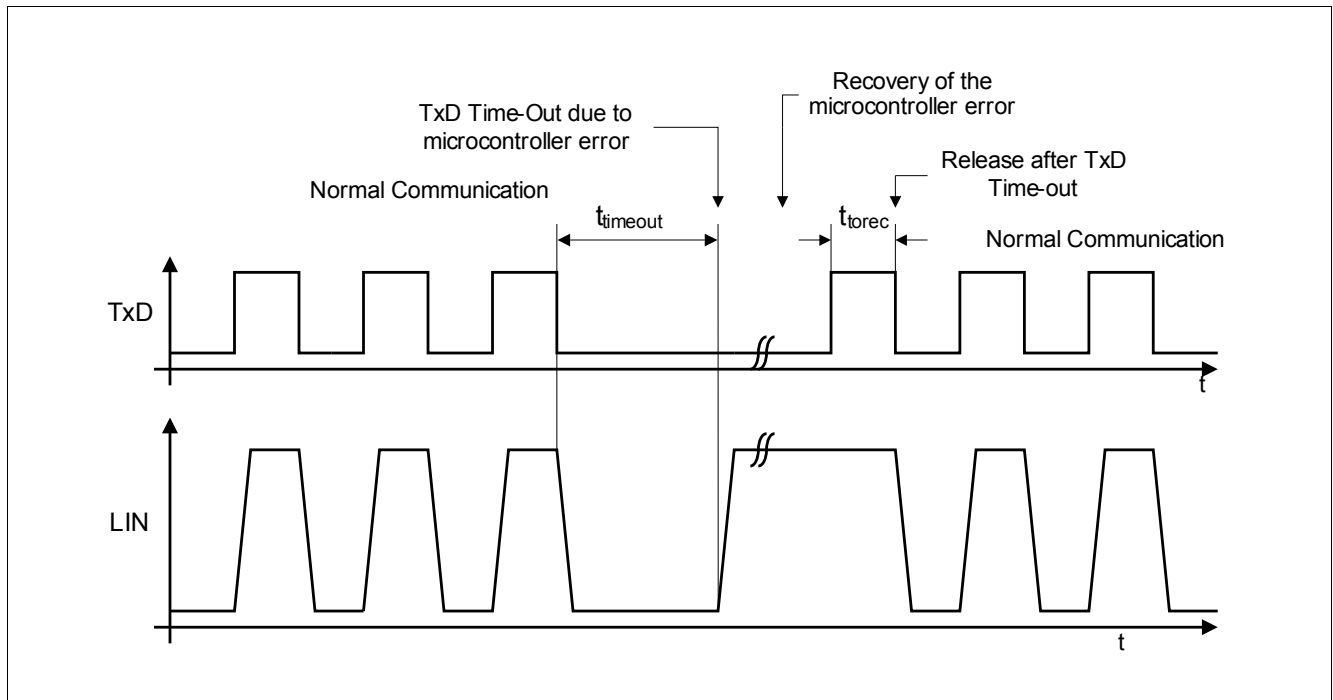 Recovery of the
microcontroller error
TxD Time-Out due to
microcontroller error
Release after TxD
Time-out
Normal Communication
ttimeout
ttorec
Normal Communication
TxD
t
LIN
t